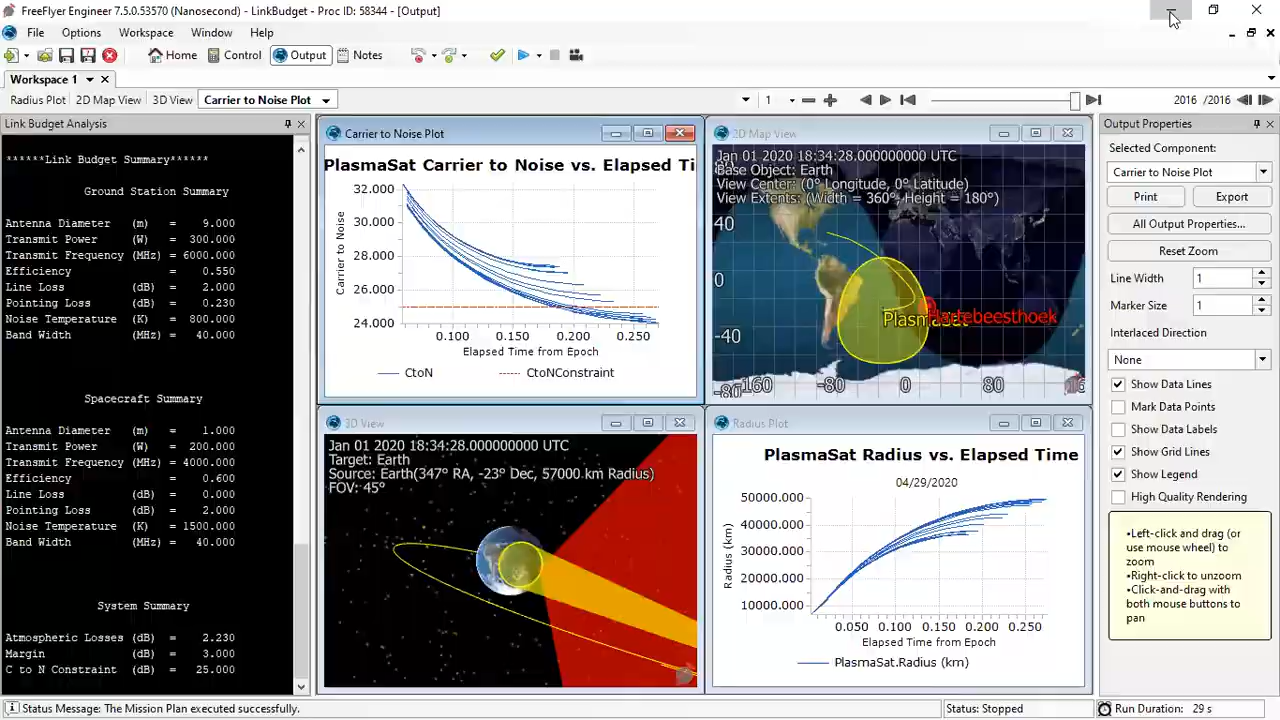 FreeFlyer Engineer 7.5.0.53570 (Nanosecond) - LinkBudget - Proc ID: 58344 - [Output]
File Options Workspace Window Help
Home Control Output Notes
Workspace 1
Radius Plot 2D Map View 3D View Carrier to Noise Plot 1 2016 /2016
Link Budget Analysis
******Link Budget Summary******
Ground Station Summary
Antenna Diameter (m) = 9.000
Transmit Power (W) = 300.000
Transmit Frequency (MHz) = 6000.000
Efficiency = 0.550
Line Loss (dB) = 2.000
Pointing Loss (dB) = 0.230
Noise Temperature (K) = 800.000
Band Width (MHz) = 40.000
Spacecraft Summary
Antenna Diameter (m) = 1.000
Transmit Power (W) = 200.000
Transmit Frequency (MHz) = 4000.000
Efficiency = 0.600
Line Loss (dB) = 0.000
Pointing Loss (dB) = 2.000
Noise Temperature (K) = 1500.000
Band Width (MHz) = 40.000
System Summary
Atmospheric Losses (dB) = 2.230
Margin (dB) = 3.000
C to N Constraint (dB) = 25.000
Carrier to Noise Plot
PlasmaSat Carrier to Noise vs. Elapsed Ti
Carrier to Noise
32.000
30.000
28.000
26.000
24.000
0.100 0.150 0.200 0.250
Elapsed Time from Epoch
CtoN CtoNConstraint
2D Map View
Jan 01 2020 18:34:28.000000000 UTC
Base Object: Earth
View Center: (0° Longitude, 0° Latitude)
View Extents: (Width = 360°, Height = 180°)
40
0
-40
-80
-160 -80 0 80
PlasmaSat
Hartebeesthoek
3D View
Jan 01 2020 18:34:28.000000000 UTC
Target: Earth
Source: Earth(347° RA, -23° Dec, 57000 km Radius)
FOV: 45°
Radius Plot
PlasmaSat Radius vs. Elapsed Time
04/29/2020
Radius (km)
50000.000
40000.000
30000.000
20000.000
10000.000
0.050 0.100 0.150 0.200 0.250
Elapsed Time from Epoch
PlasmaSat.Radius (km)
Output Properties
Selected Component:
Carrier to Noise Plot
Print Export
All Output Properties...
Reset Zoom
Line Width 1
Marker Size 1
Interlaced Direction
None
Show Data Lines
Mark Data Points
Show Data Labels
Show Grid Lines
Show Legend
High Quality Rendering
•Left-click and drag (or
use mouse wheel) to
zoom
•Right-click to unzoom
•Click-and-drag with
both mouse buttons to
pan
Status Message: The Mission Plan executed successfully. Status: Stopped Run Duration: 29 s